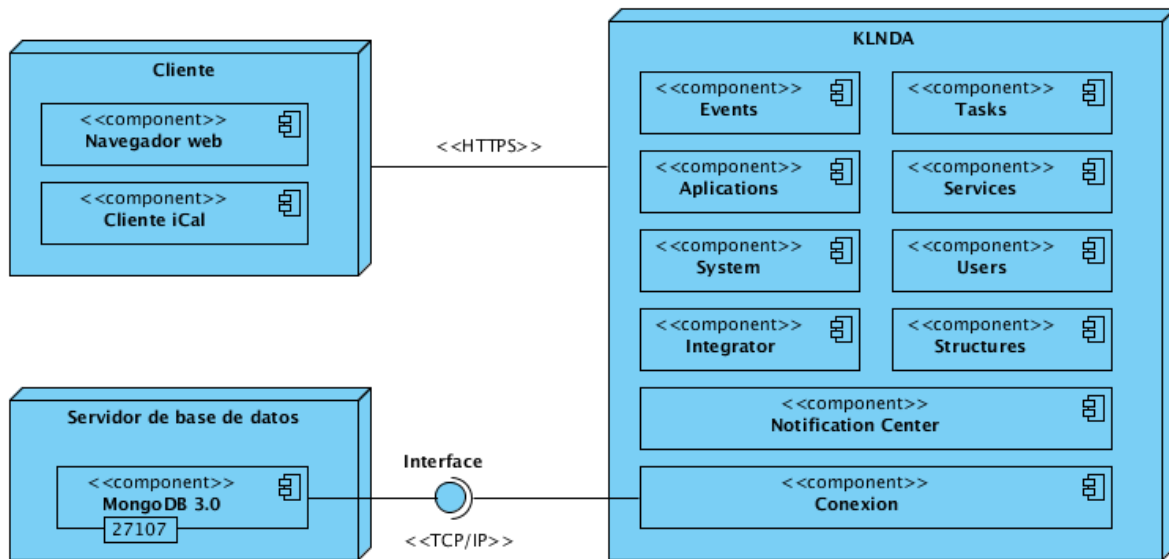 Cliente
<<component>>
Navegador web
<<component>>
Cliente iCal
<<HTTPS>>
KLNDA
<<component>>
Events
<<component>>
Tasks
<<component>>
Aplications
<<component>>
Services
<<component>>
System
<<component>>
Users
<<component>>
Integrator
<<component>>
Structures
<<component>>
Notification Center
<<component>>
Conexion
Servidor de base de datos
<<component>>
MongoDB 3.0
27107
Interface
<<TCP/IP>>